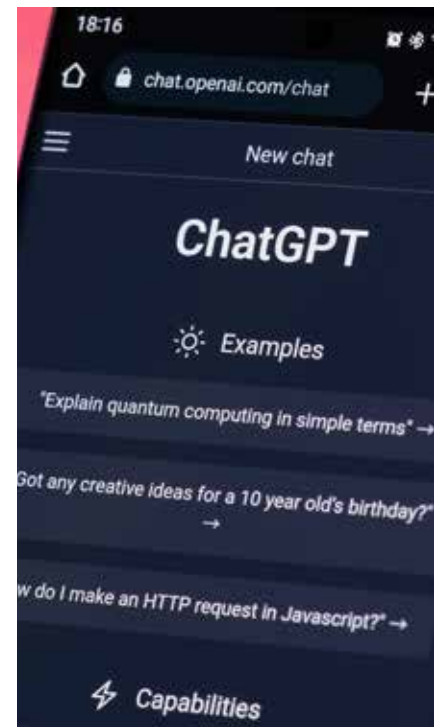 18:16
chat.openai.com/chat
New chat
ChatGPT
Examples
"Explain quantum computing in simple terms" →
Got any creative ideas for a 10 year old's birthday?"
→
do I make an HTTP request in Javascript?" →
Capabilities